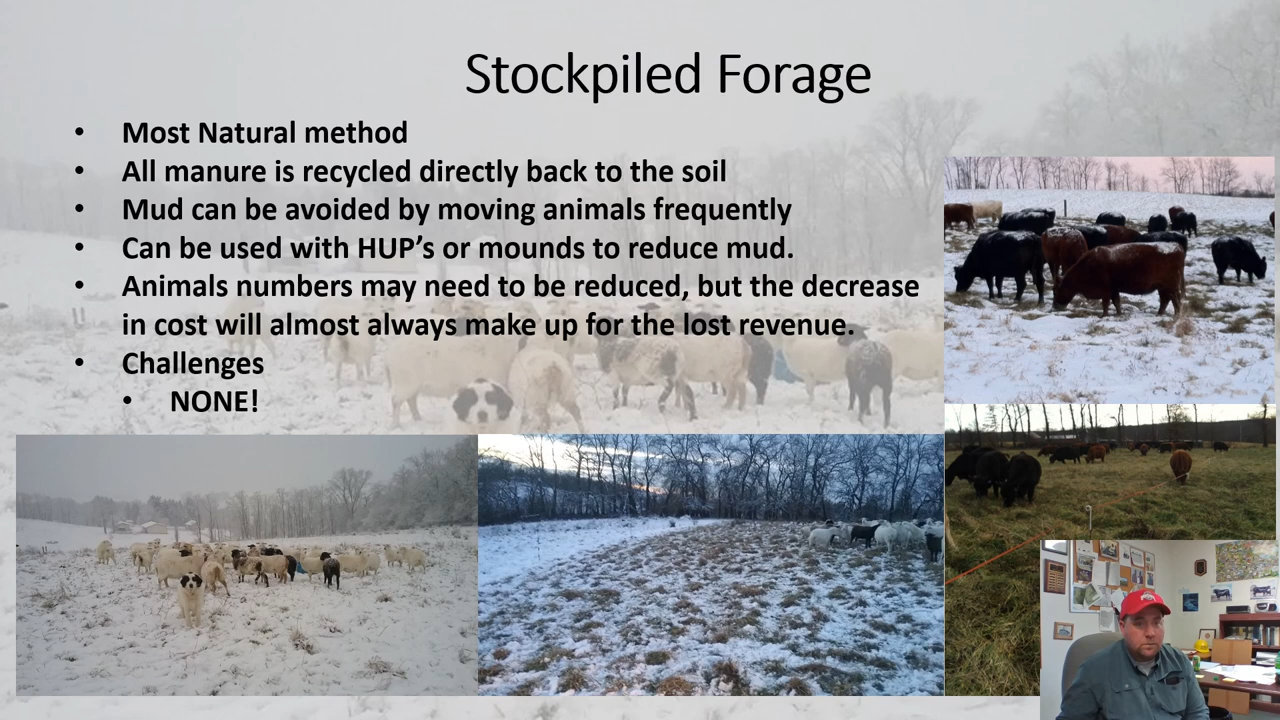 Stockpiled Forage
• Most Natural method
• All manure is recycled directly back to the soil
• Mud can be avoided by moving animals frequently
• Can be used with HUP’s or mounds to reduce mud.
• Animals numbers may need to be reduced, but the decrease
in cost will almost always make up for the lost revenue.
• Challenges
• NONE!